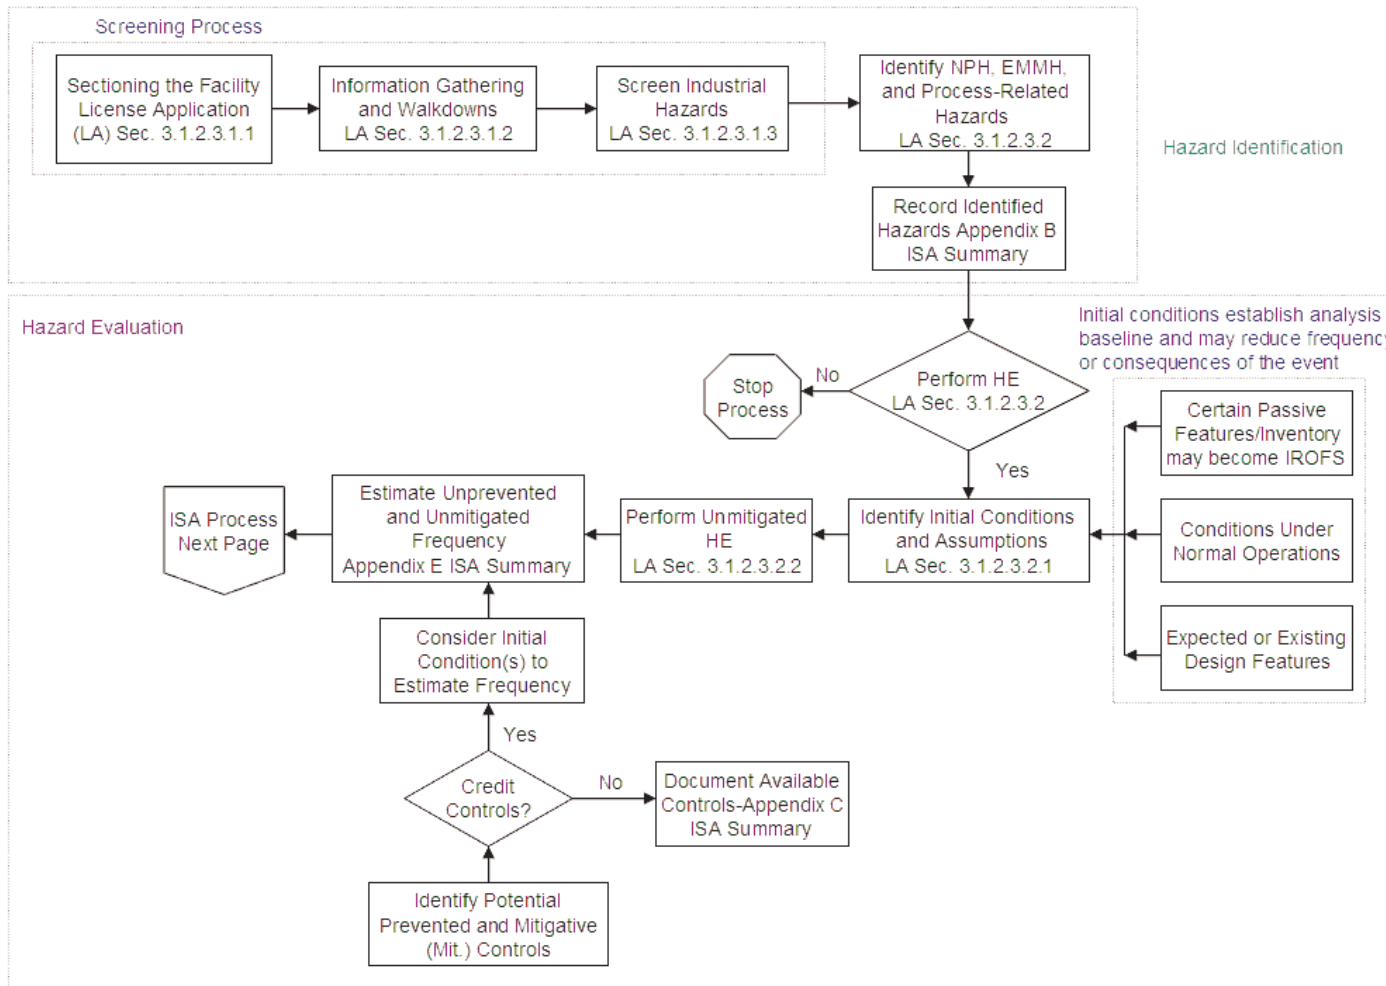 Screening Process
Sectioning the Facility
License Application
(LA) Sec. 3.1.2.3.1.1
Information Gathering
and Walkdowns
LA Sec. 3.1.2.3.1.2
Screen Industrial
Hazards
LA Sec. 3.1.2.3.1.3
Identify NPH, EMMH,
and Process-Related
Hazards
LA Sec. 3.1.2.3.2
Hazard Identification
Record Identified
Hazards Appendix B
ISA Summary
Hazard Evaluation
Initial conditions establish analysis
baseline and may reduce frequency
or consequences of the event
Stop
Process
No
Perform HE
LA Sec. 3.1.2.3.2
Yes
Certain Passive
Features/Inventory
may become IROFS
Conditions Under
Normal Operations
Expected or Existing
Design Features
Identify Initial Conditions
and Assumptions
LA Sec. 3.1.2.3.2.1
Perform Unmitigated
HE
LA Sec. 3.1.2.3.2.2
Estimate Unprevented
and Unmitigated
Frequency
Appendix E ISA Summary
ISA Process
Next Page
Consider Initial
Condition(s) to
Estimate Frequency
Yes
Credit
Controls?
No
Document Available
Controls-Appendix C
ISA Summary
Identify Potential
Prevented and Mitigative
(Mit.) Controls